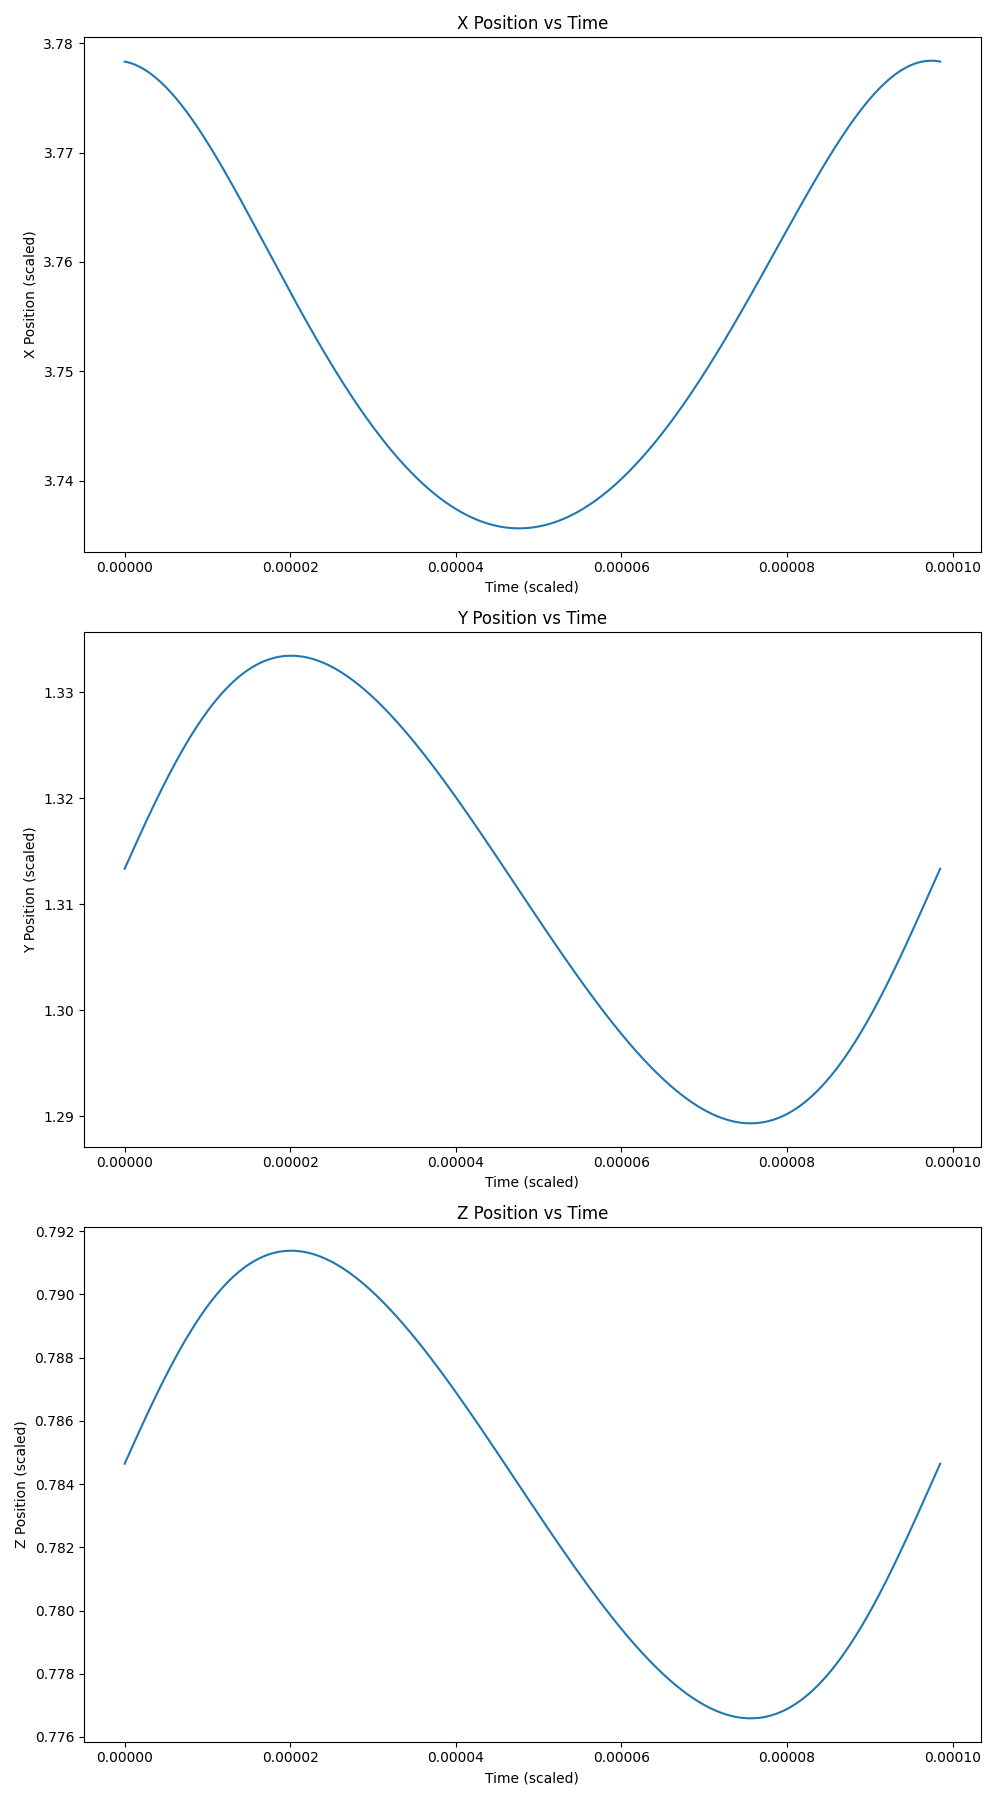 X Position vs Time
3.78
3.77
3.76
3.75
3.74
X Position (scaled)
0.00000 0.00002 0.00004 0.00006 0.00008 0.00010
Time (scaled)
Y Position vs Time
1.33
1.32
1.31
1.30
1.29
Y Position (scaled)
0.00000 0.00002 0.00004 0.00006 0.00008 0.00010
Time (scaled)
Z Position vs Time
0.792
0.790
0.788
0.786
0.784
0.782
0.780
0.778
0.776
Z Position (scaled)
0.00000 0.00002 0.00004 0.00006 0.00008 0.00010
Time (scaled)